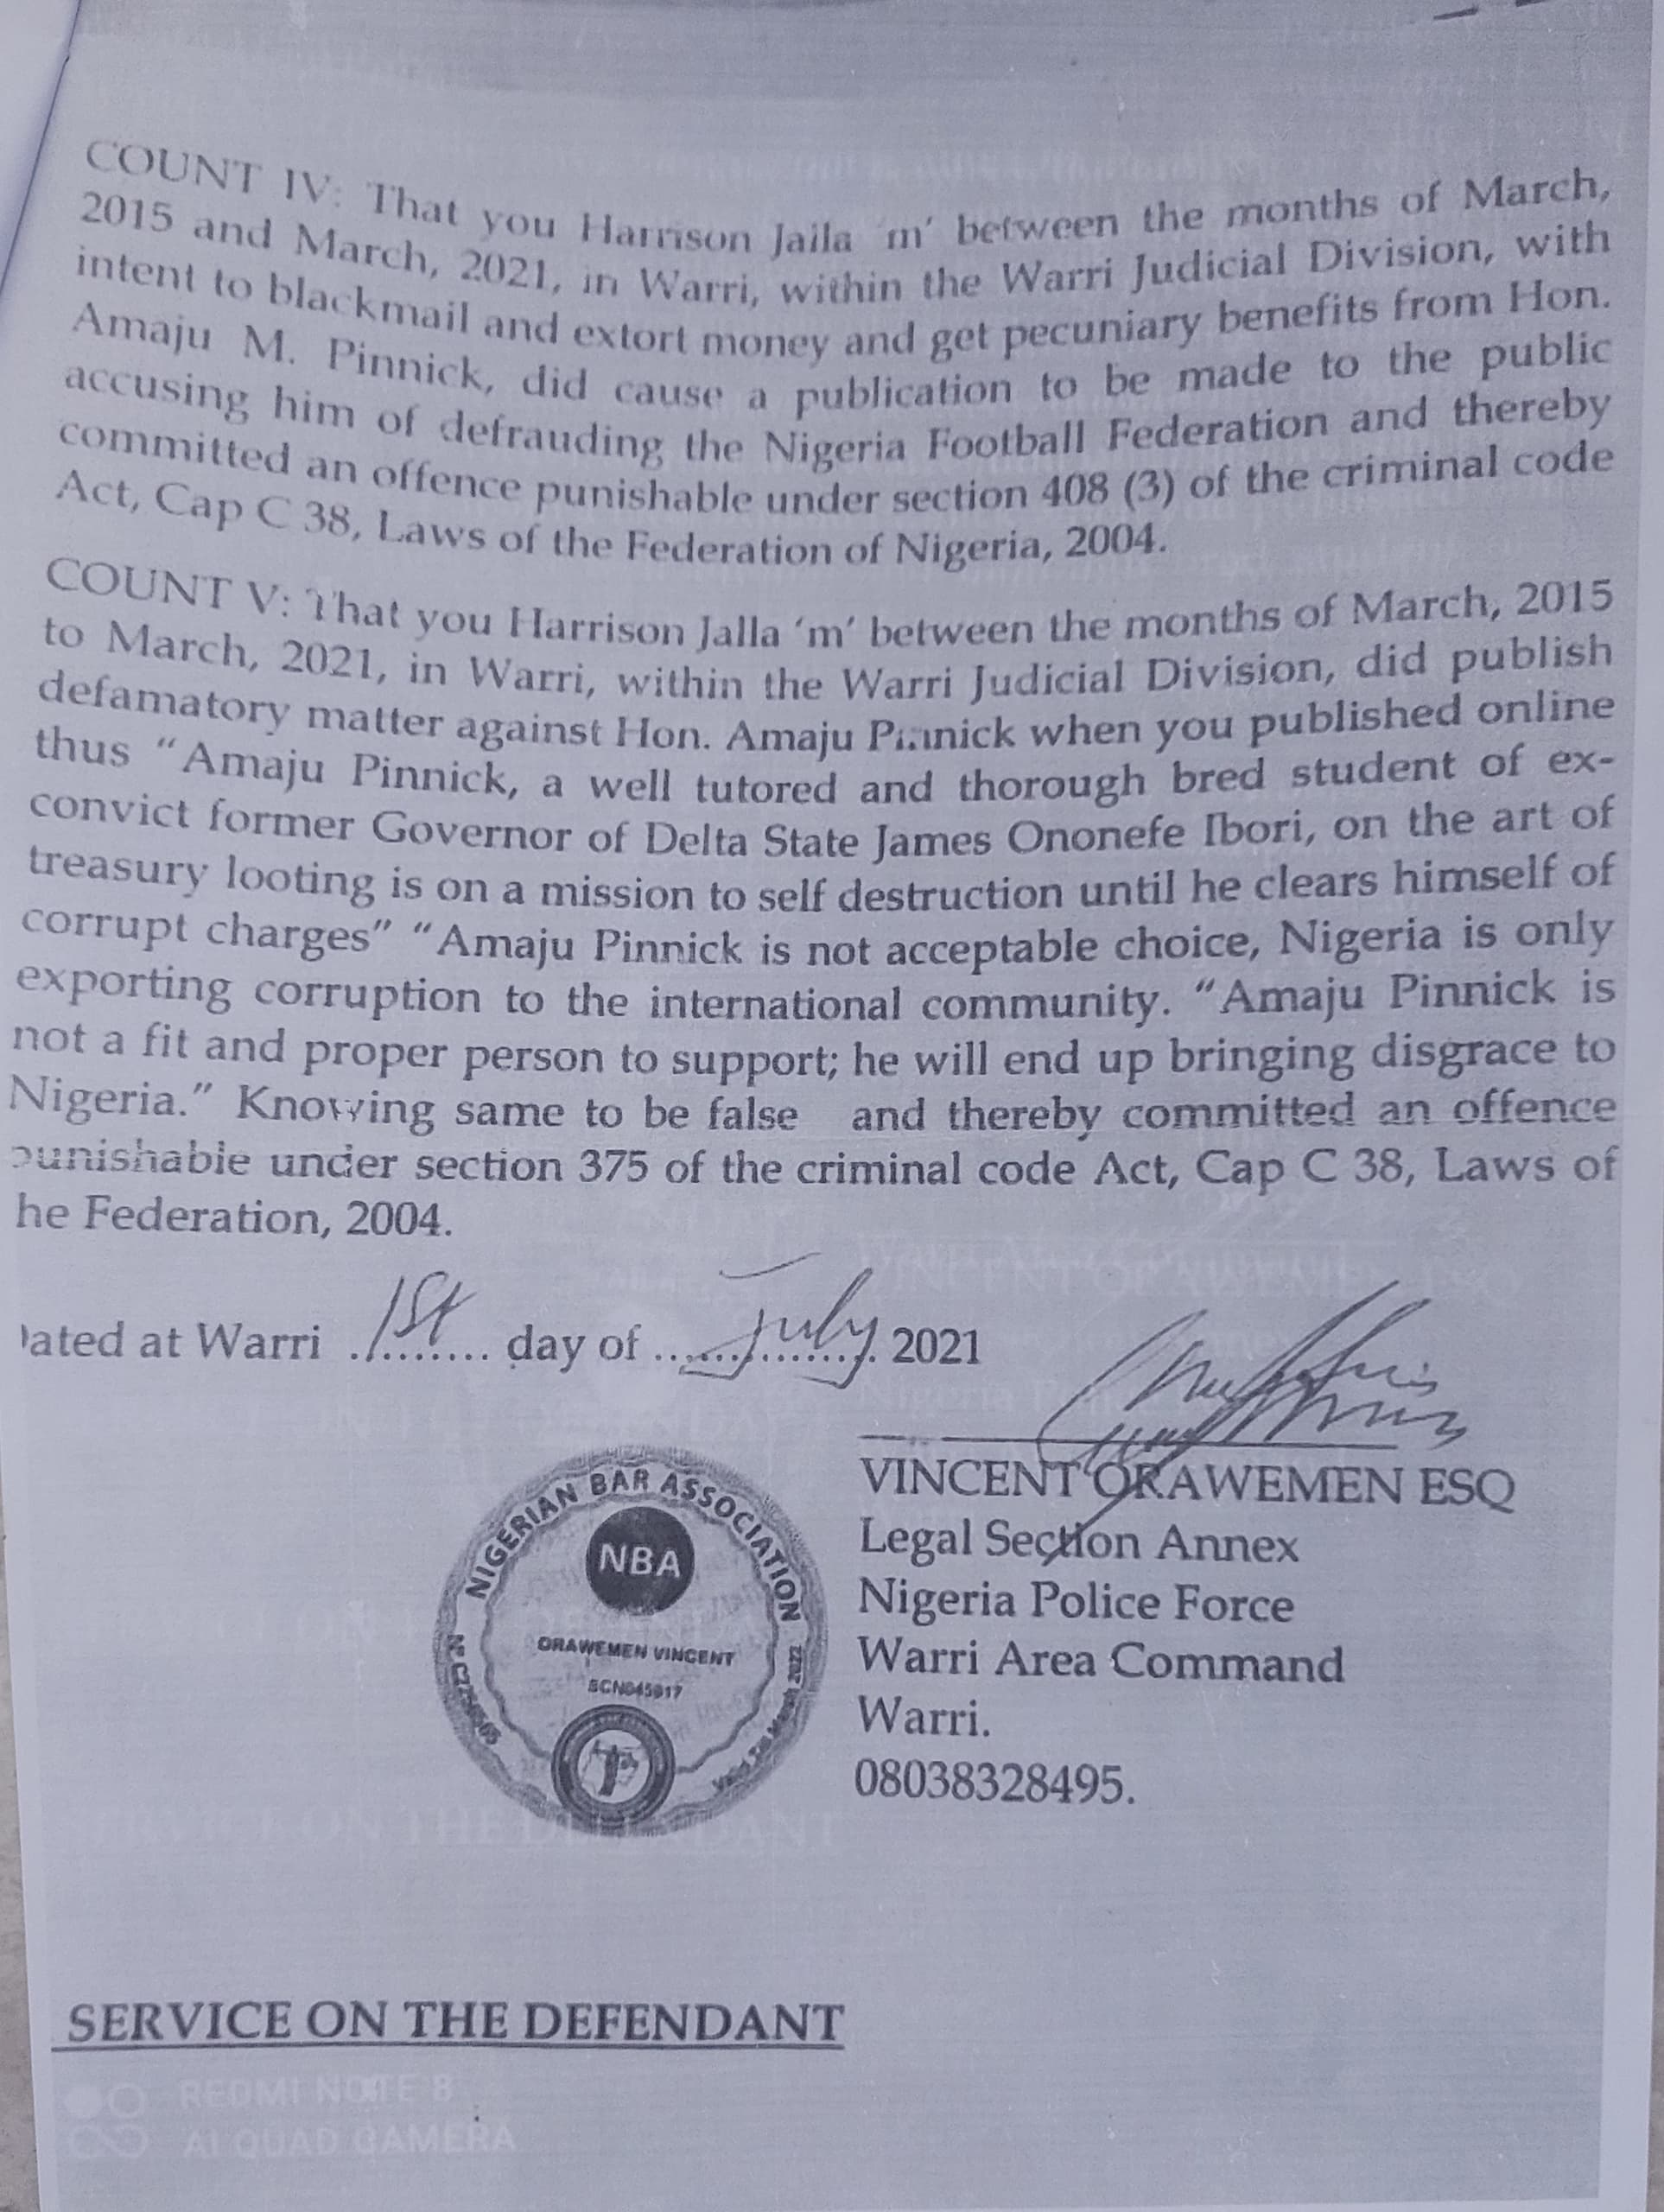 COUNT IV: That you Harrison Jalla 'm' between the months of March,
2015 and March, 2021, in Warri, within the Warri Judicial Division, with
intent to blackmail and extort money and get pecuniary benefits from Hon.
Amaju M. Pinnick, did cause a publication to be made to the public
accusing him of defrauding the Nigeria Football Federation and thereby
committed an offence punishable under section 408 (3) of the criminal code
Act, Cap C 38, Laws of the Federation of Nigeria, 2004.
COUNT V: That you Harrison Jalla 'm' between the months of March, 2015
to March, 2021, in Warri, within the Warri Judicial Division, did publish
defamatory matter against Hon. Amaju Pinnick when you published online
thus "Amaju Pinnick, a well tutored and thorough bred student of ex-
convict former Governor of Delta State James Ononefe Ibori, on the art of
treasury looting is on a mission to self destruction until he clears himself of
corrupt charges" "Amaju Pinnick is not acceptable choice, Nigeria is only
exporting corruption to the international community. "Amaju Pinnick is
not a fit and proper person to support; he will end up bringing disgrace to
Nigeria." Knowing same to be false and thereby committed an offence
punishable under section 375 of the criminal code Act, Cap C 38, Laws of
he Federation, 2004.
ated at Warri 1st day of July 2021
VINCENT ORAWEMEN ESQ
Legal Section Annex
Nigeria Police Force
Warri Area Command
Warri.
08038328495.
NIGERIAN BAR ASSOCIATION
NBA
ORAWEMEN VINCENT
SERVICE ON THE DEFENDANT
REDMI NOTE 8
AI QUAD CAMERA